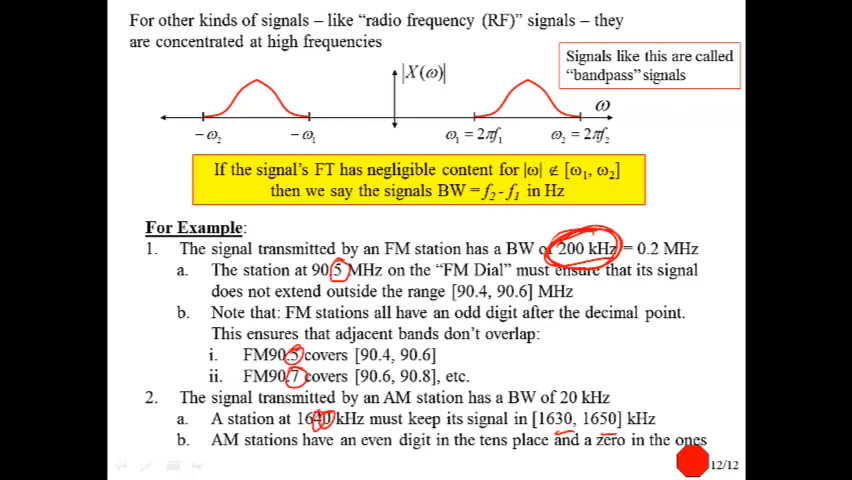 For other kinds of signals – like "radio frequency (RF)" signals – they
are concentrated at high frequencies
Signals like this are called
"bandpass" signals
|X(ω)|
ω
−ω₂
−ω₁
ω₁ = 2πf₁
ω₂ = 2πf₂
If the signal's FT has negligible content for |ω| ∉ [ω₁, ω₂]
then we say the signals BW = f₂ - f₁ in Hz
For Example:
1. The signal transmitted by an FM station has a BW of 200 kHz = 0.2 MHz
a. The station at 90.5 MHz on the "FM Dial" must ensure that its signal
does not extend outside the range [90.4, 90.6] MHz
b. Note that: FM stations all have an odd digit after the decimal point.
This ensures that adjacent bands don't overlap:
i. FM90.5 covers [90.4, 90.6]
ii. FM90.7 covers [90.6, 90.8], etc.
2. The signal transmitted by an AM station has a BW of 20 kHz
a. A station at 1640 kHz must keep its signal in [1630, 1650] kHz
b. AM stations have an even digit in the tens place and a zero in the ones
12/12